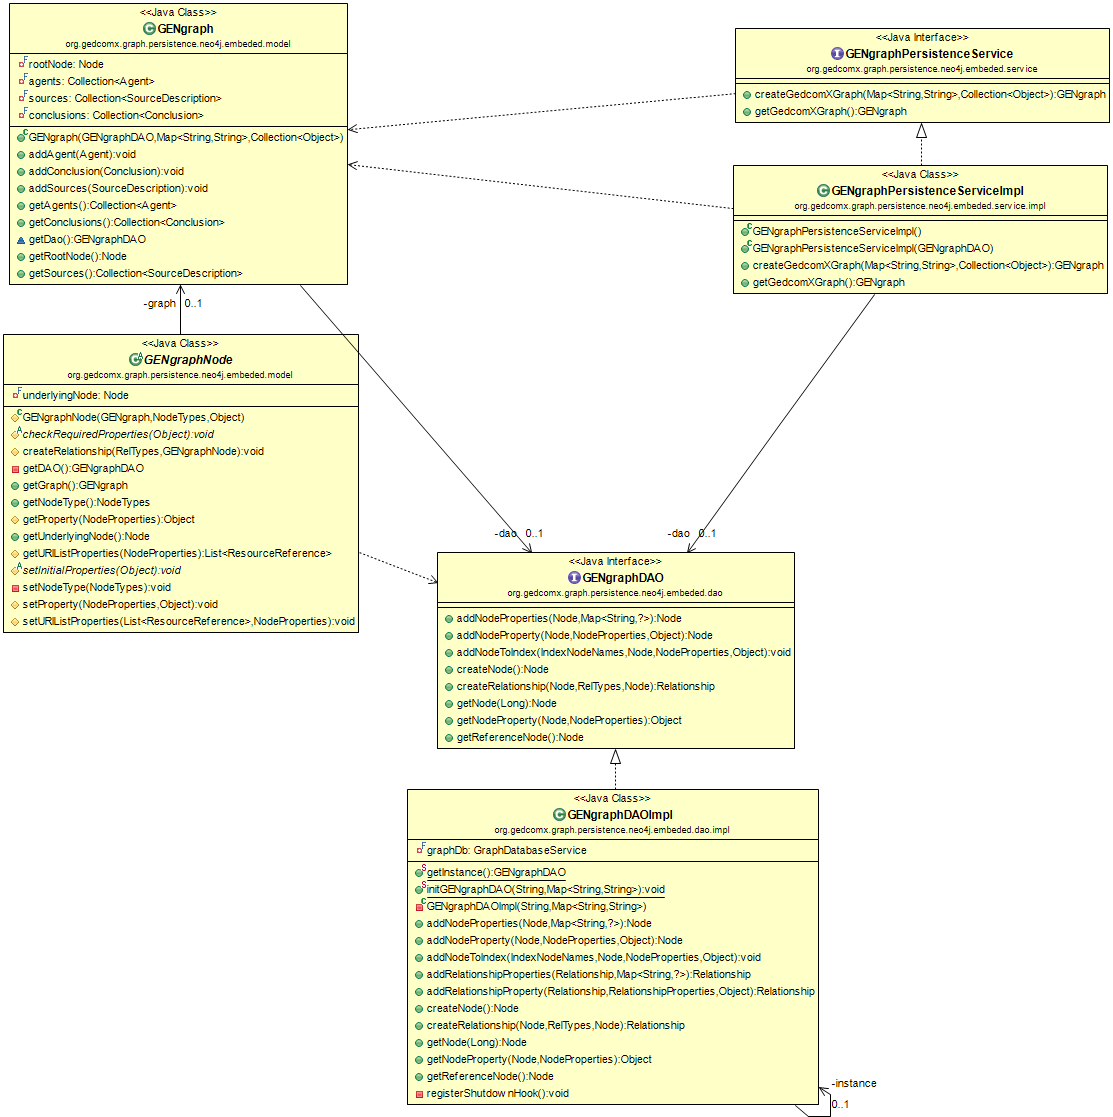 <<Java Class>>
GENgraph
org.gedcomx.graph.persistence.neo4j.embeded.model
rootNode: Node
agents: Collection<Agent>
sources: Collection<SourceDescription>
conclusions: Collection<Conclusion>
GENgraph(GENgraphDAO,Map<String,String>,Collection<Object>)
addAgent(Agent):void
addConclusion(Conclusion):void
addSources(SourceDescription):void
getAgents():Collection<Agent>
getConclusions():Collection<Conclusion>
getDao():GENgraphDAO
getRootNode():Node
getSources():Collection<SourceDescription>
<<Java Interface>>
GENgraphPersistenceService
org.gedcomx.graph.persistence.neo4j.embeded.service
createGedcomXGraph(Map<String,String>,Collection<Object>):GENgraph
getGedcomXGraph():GENgraph
<<Java Class>>
GENgraphPersistenceServiceImpl
org.gedcomx.graph.persistence.neo4j.embeded.service.impl
GENgraphPersistenceServiceImpl()
GENgraphPersistenceServiceImpl(GENgraphDAO)
createGedcomXGraph(Map<String,String>,Collection<Object>):GENgraph
getGedcomXGraph():GENgraph
-graph 0..1
<<Java Class>>
GENgraphNode
org.gedcomx.graph.persistence.neo4j.embeded.model
underlyingNode: Node
GENgraphNode(GENgraph,NodeTypes,Object)
checkRequiredProperties(Object):void
createRelationship(RelTypes,GENgraphNode):void
getDAO():GENgraphDAO
getGraph():GENgraph
getNodeType():NodeTypes
getProperty(NodeProperties):Object
getUnderlyingNode():Node
getURIListProperties(NodeProperties):List<ResourceReference>
setInitialProperties(Object):void
setNodeType(NodeTypes):void
setProperty(NodeProperties,Object):void
setURIListProperties(List<ResourceReference>,NodeProperties):void
-dao 0..1
-dao 0..1
<<Java Interface>>
GENgraphDAO
org.gedcomx.graph.persistence.neo4j.embeded.dao
addNodeProperties(Node,Map<String,?>):Node
addNodeProperty(Node,NodeProperties,Object):Node
addNodeToIndex(IndexNodeNames,Node,NodeProperties,Object):void
createNode():Node
createRelationship(Node,RelTypes,Node):Relationship
getNode(Long):Node
getNodeProperty(Node,NodeProperties):Object
getReferenceNode():Node
<<Java Class>>
GENgraphDAOImpl
org.gedcomx.graph.persistence.neo4j.embeded.dao.impl
graphDb: GraphDatabaseService
getInstance():GENgraphDAO
initGENgraphDAO(String,Map<String,String>):void
GENgraphDAOImpl(String,Map<String,String>)
addNodeProperties(Node,Map<String,?>):Node
addNodeProperty(Node,NodeProperties,Object):Node
addNodeToIndex(IndexNodeNames,Node,NodeProperties,Object):void
addRelationshipProperties(Relationship,Map<String,?>):Relationship
addRelationshipProperty(Relationship,RelationshipProperties,Object):Relationship
createNode():Node
createRelationship(Node,RelTypes,Node):Relationship
getNode(Long):Node
getNodeProperty(Node,NodeProperties):Object
getReferenceNode():Node
registerShutdownHook():void
-instance
0..1